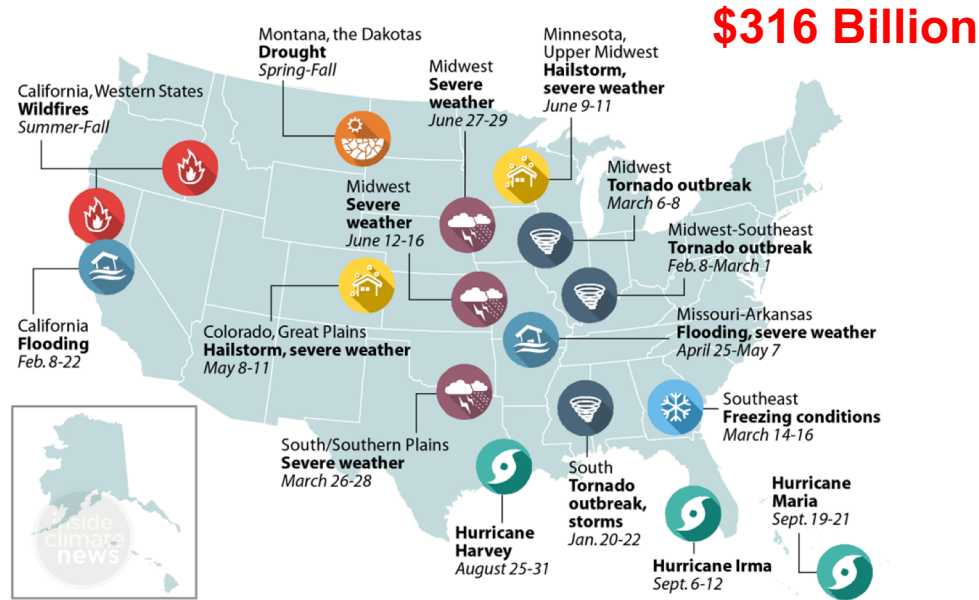 $316 Billion
Montana, the Dakotas
Drought
Spring-Fall
Minnesota,
Upper Midwest
Hailstorm,
severe weather
June 9-11
Midwest
Severe
weather
June 27-29
California, Western States
Wildfires
Summer-Fall
Midwest
Tornado outbreak
March 6-8
Midwest
Severe
weather
June 12-16
Midwest-Southeast
Tornado outbreak
Feb. 8-March 1
California
Flooding
Feb. 8-22
Colorado, Great Plains
Hailstorm, severe weather
May 8-11
Missouri-Arkansas
Flooding, severe weather
April 25-May 7
Southeast
Freezing conditions
March 14-16
South/Southern Plains
Severe weather
March 26-28
South
Tornado
outbreak,
storms
Jan. 20-22
Hurricane
Maria
Sept. 19-21
Hurricane
Harvey
August 25-31
Hurricane Irma
Sept. 6-12
inside
climate
news